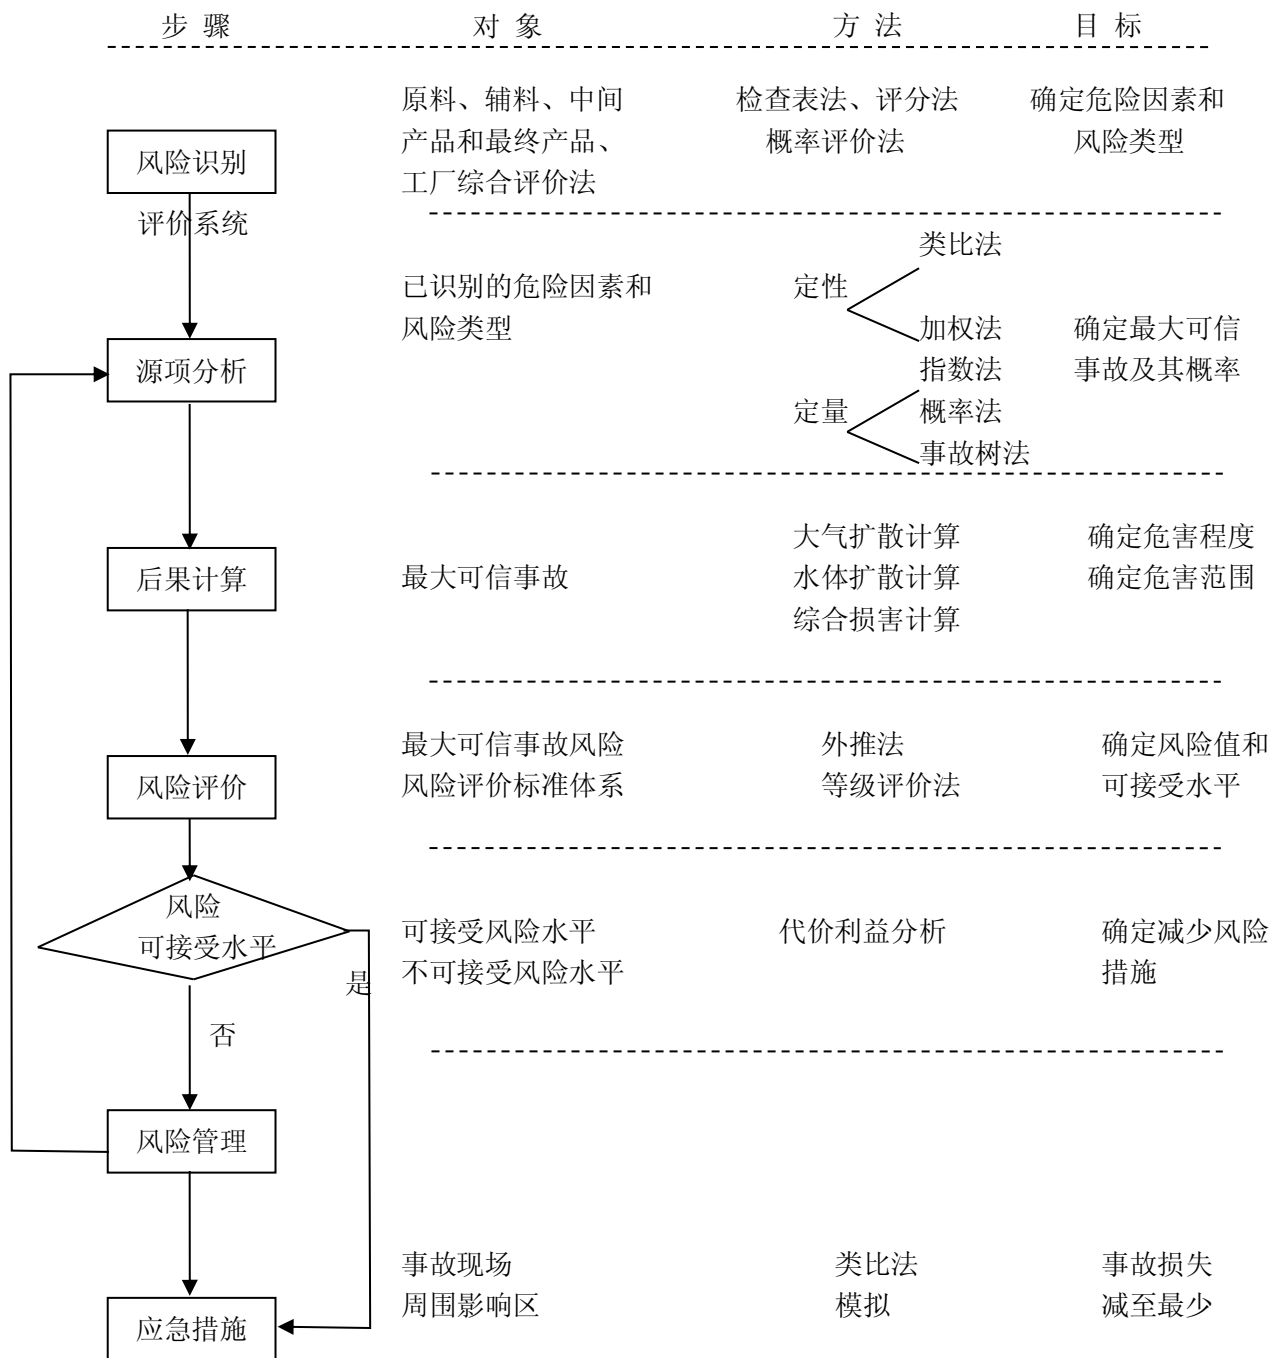 步 骤 对 象 方 法 目 标
原料、辅料、中间 检查表法、评分法 确定危险因素和
产品和最终产品、 概率评价法 风险类型
风险识别
工厂综合评价法
评价系统
类比法
已识别的危险因素和 定性
风险类型 加权法 确定最大可信
源项分析 指数法 事故及其概率
定量 概率法
事故树法
大气扩散计算 确定危害程度
后果计算 最大可信事故 水体扩散计算 确定危害范围
综合损害计算
最大可信事故风险 外推法 确定风险值和
风险评价 风险评价标准体系 等级评价法 可接受水平
风险
可接受水平 可接受风险水平 代价利益分析 确定减少风险
不可接受风险水平 措施
是
否
风险管理
事故现场 类比法 事故损失
周围影响区 模拟 减至最少
应急措施